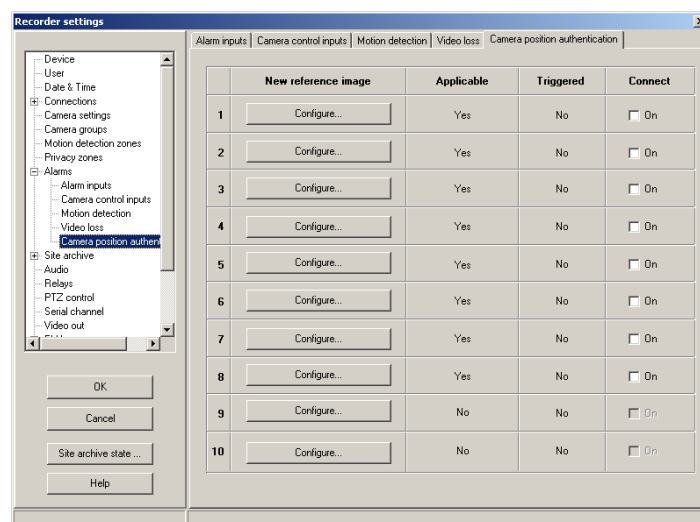 Recorder settings
Device
User
Date & Time
Connections
Camera settings
Camera groups
Motion detection zones
Privacy zones
Alarms
Alarm inputs
Camera control inputs
Motion detection
Video loss
Camera position authent
Site archive
Audio
Relays
PTZ control
Serial channel
Video out
OK
Cancel
Site archive state ...
Help
Alarm inputs Camera control inputs Motion detection Video loss Camera position authentication
New reference image Applicable Triggered Connect
1 Configure... Yes No On
2 Configure... Yes No On
3 Configure... Yes No On
4 Configure... Yes No On
5 Configure... Yes No On
6 Configure... Yes No On
7 Configure... Yes No On
8 Configure... Yes No On
9 Configure... No No On
10 Configure... No No On